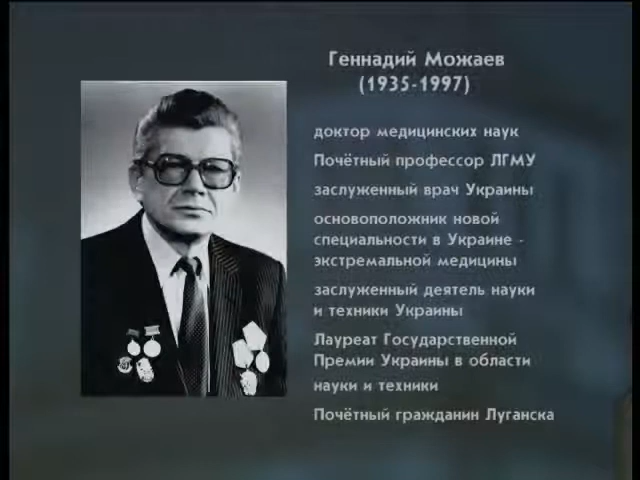 Геннадий Можаев
(1935-1997)
доктор медицинских наук
Почётный профессор ЛГМУ
заслуженный врач Украины
основоположник новой
специальности в Украине -
экстремальной медицины
заслуженный деятель науки
и техники Украины
Лауреат Государственной
Премии Украины в области
науки и техники
Почётный гражданин Луганска